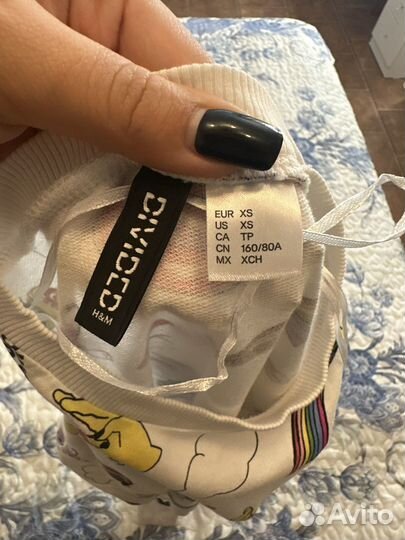 DIVIDED
H&M
EUR XS
US XS
CA TP
CN 160/80A
MX XCH
Avito